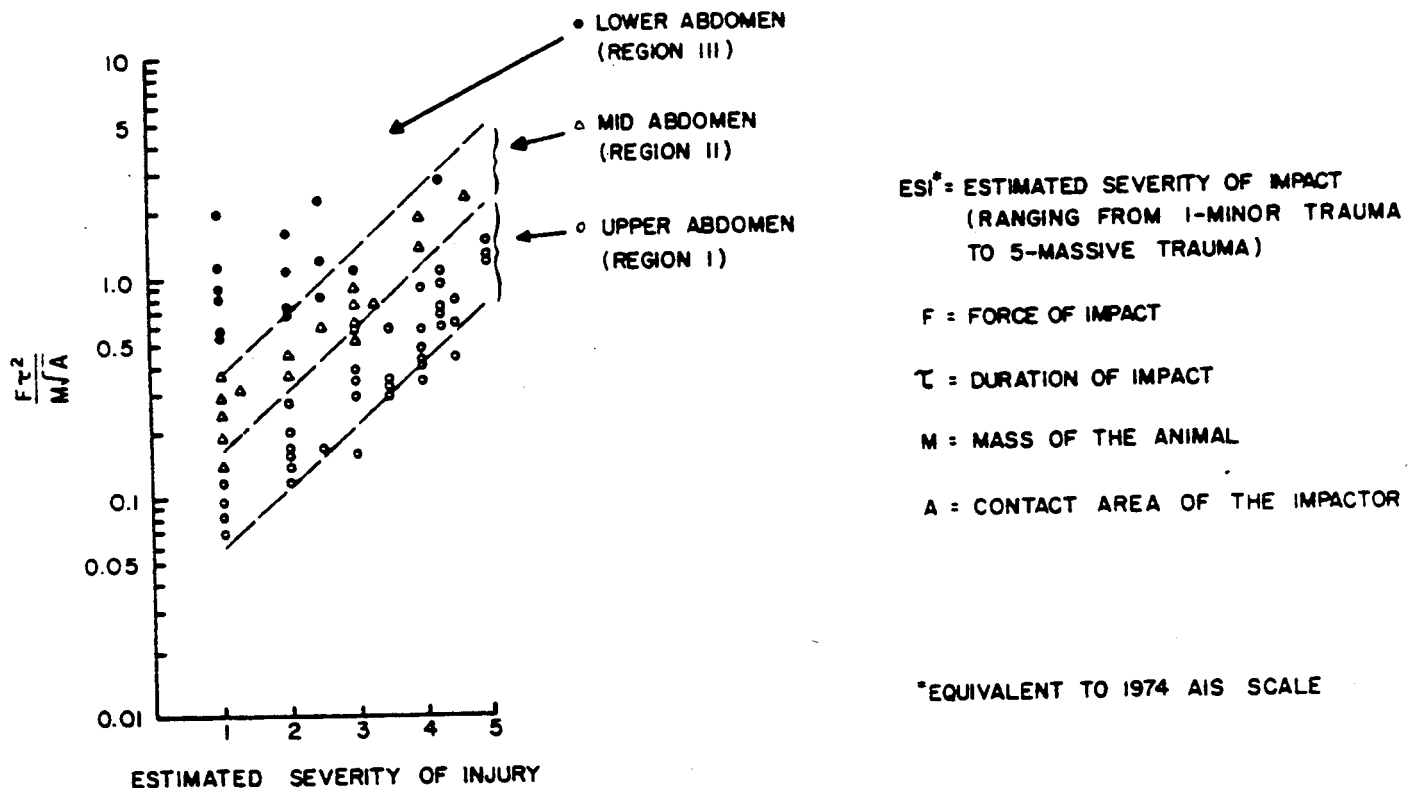 • LOWER ABDOMEN
(REGION III)
△ MID ABDOMEN
(REGION II)
○ UPPER ABDOMEN
(REGION I)
10
5
1.0
0.5
0.1
0.05
0.01
Fτ²
M√A
1 2 3 4 5
ESTIMATED SEVERITY OF INJURY
ESI* = ESTIMATED SEVERITY OF IMPACT
(RANGING FROM 1-MINOR TRAUMA
TO 5-MASSIVE TRAUMA)
F = FORCE OF IMPACT
τ = DURATION OF IMPACT
M = MASS OF THE ANIMAL
A = CONTACT AREA OF THE IMPACTOR
*EQUIVALENT TO 1974 AIS SCALE